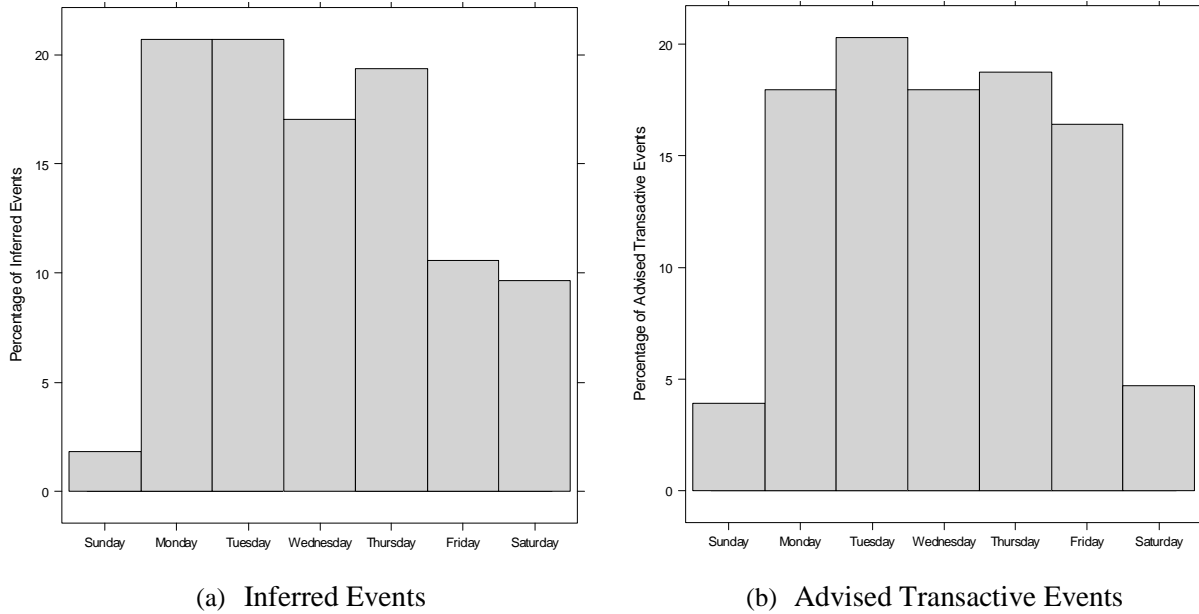 Percentage of Inferred Events
20
15
10
5
0
Sunday Monday Tuesday Wednesday Thursday Friday Saturday
(a) Inferred Events
Percentage of Advised Transactive Events
20
15
10
5
0
Sunday Monday Tuesday Wednesday Thursday Friday Saturday
(b) Advised Transactive Events